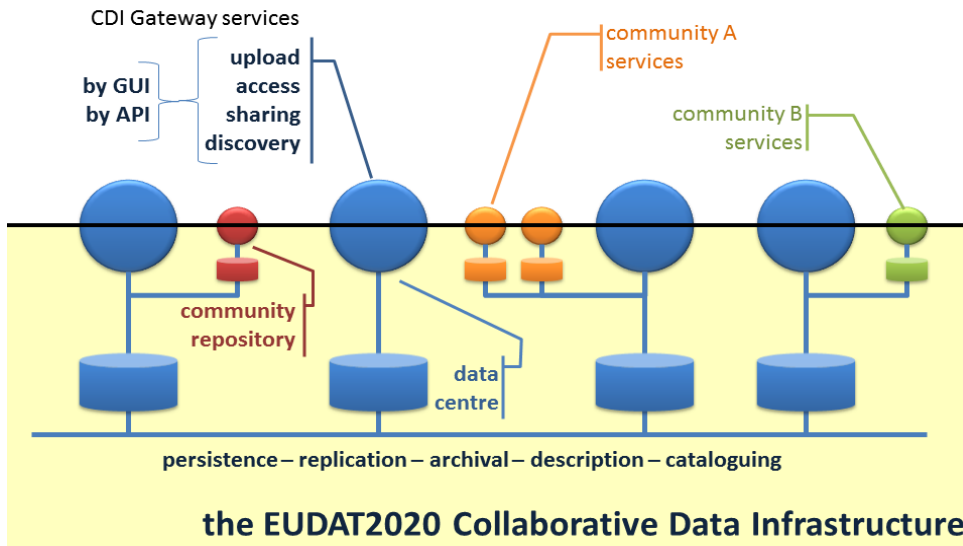 CDI Gateway services
by GUI
by API
upload
access
sharing
discovery
community A
services
community B
services
community
repository
data
centre
persistence – replication – archival – description – cataloguing
the EUDAT2020 Collaborative Data Infrastructure